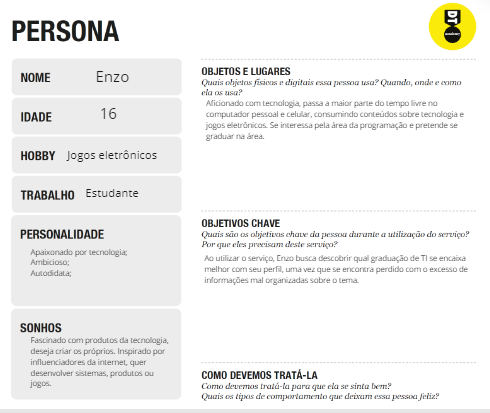 PERSONA
DT
academy
NOME Enzo
IDADE 16
HOBBY Jogos eletrônicos
TRABALHO Estudante
PERSONALIDADE
Apaixonado por tecnologia;
Ambicioso;
Autodidata;
SONHOS
Fascinado com produtos da tecnologia,
deseja criar os próprios. Inspirado por
influenciadores da internet, quer
desenvolver sistemas, produtos ou
jogos.
OBJETOS E LUGARES
Quais objetos físicos e digitais essa pessoa usa? Quando, onde e como
ela os usa?
Aficionado com tecnologia, passa a maior parte do tempo livre no
computador pessoal e celular, consumindo conteúdos sobre tecnologia e
jogos eletrônicos. Se interessa pela área da programação e pretende se
graduar na área.
OBJETIVOS CHAVE
Quais são os objetivos chave da pessoa durante a utilização do serviço?
Por que eles precisam deste serviço?
Ao utilizar o serviço, Enzo busca descobrir qual graduação de TI se encaixa
melhor com seu perfil, uma vez que se encontra perdido com o excesso de
informações mal organizadas sobre o tema.
COMO DEVEMOS TRATÁ-LA
Como devemos tratá-la para que ela se sinta bem?
Quais os tipos de comportamento que deixam essa pessoa feliz?